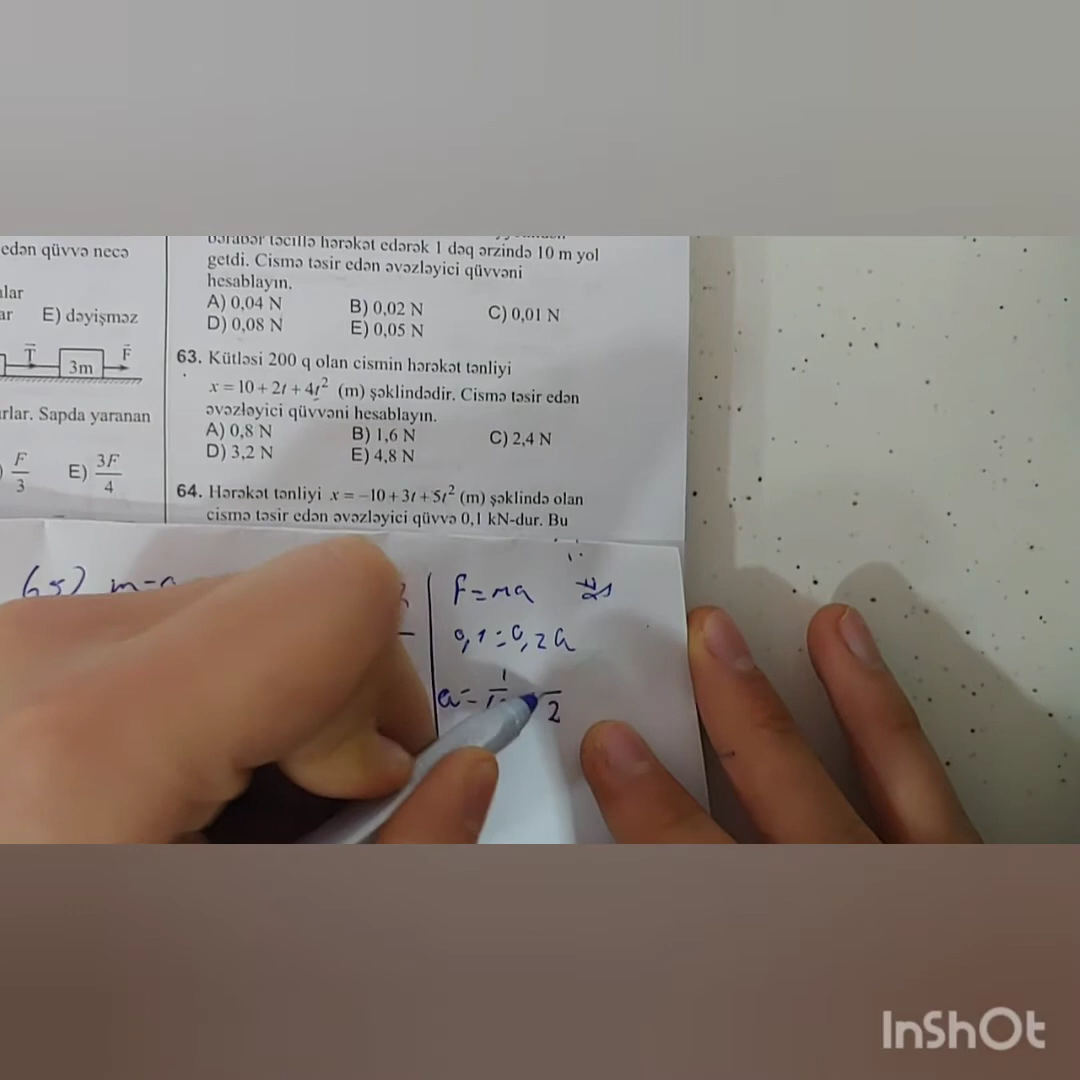 edən qüvvə necə
E) dəyişməz
T F
3m
Sapda yaranan
F/3 E) 3F/4
bərabər təcillə hərəkət edərək 1 dəq ərzində 10 m yol
getdi. Cismə təsir edən əvəzləyici qüvvəni
hesablayın.
A) 0,04 N B) 0,02 N C) 0,01 N
D) 0,08 N E) 0,05 N
63. Kütləsi 200 q olan cismin hərəkət tənliyi
x = 10 + 2t + 4t² (m) şəklindədir. Cismə təsir edən
əvəzləyici qüvvəni hesablayın.
A) 0,8 N B) 1,6 N C) 2,4 N
D) 3,2 N E) 4,8 N
64. Hərəkət tənliyi x = −10 + 3t + 5t² (m) şəklində olan
cismə təsir edən əvəzləyici qüvvə 0,1 kN-dur. Bu
F = ma
0,1 = 0,2a
a =
2
InShOt